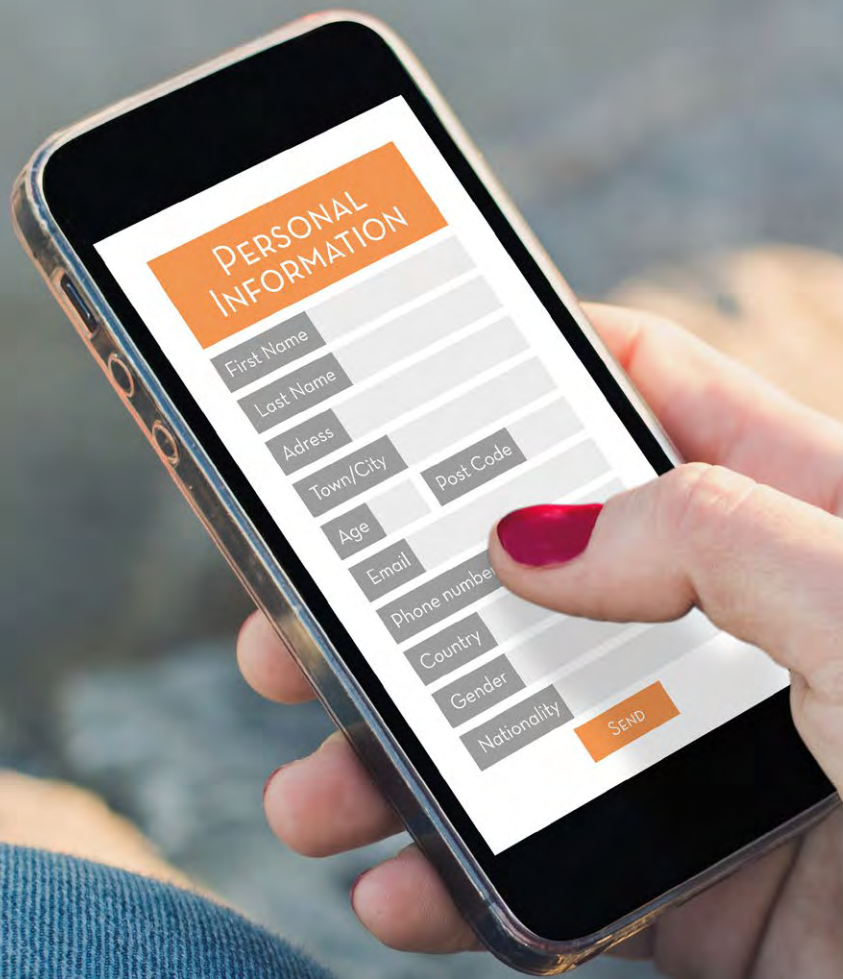 PERSONAL
INFORMATION
First Name
Last Name
Adress
Town/City Post Code
Age
Email
Phone number
Country
Gender
Nationality
SEND